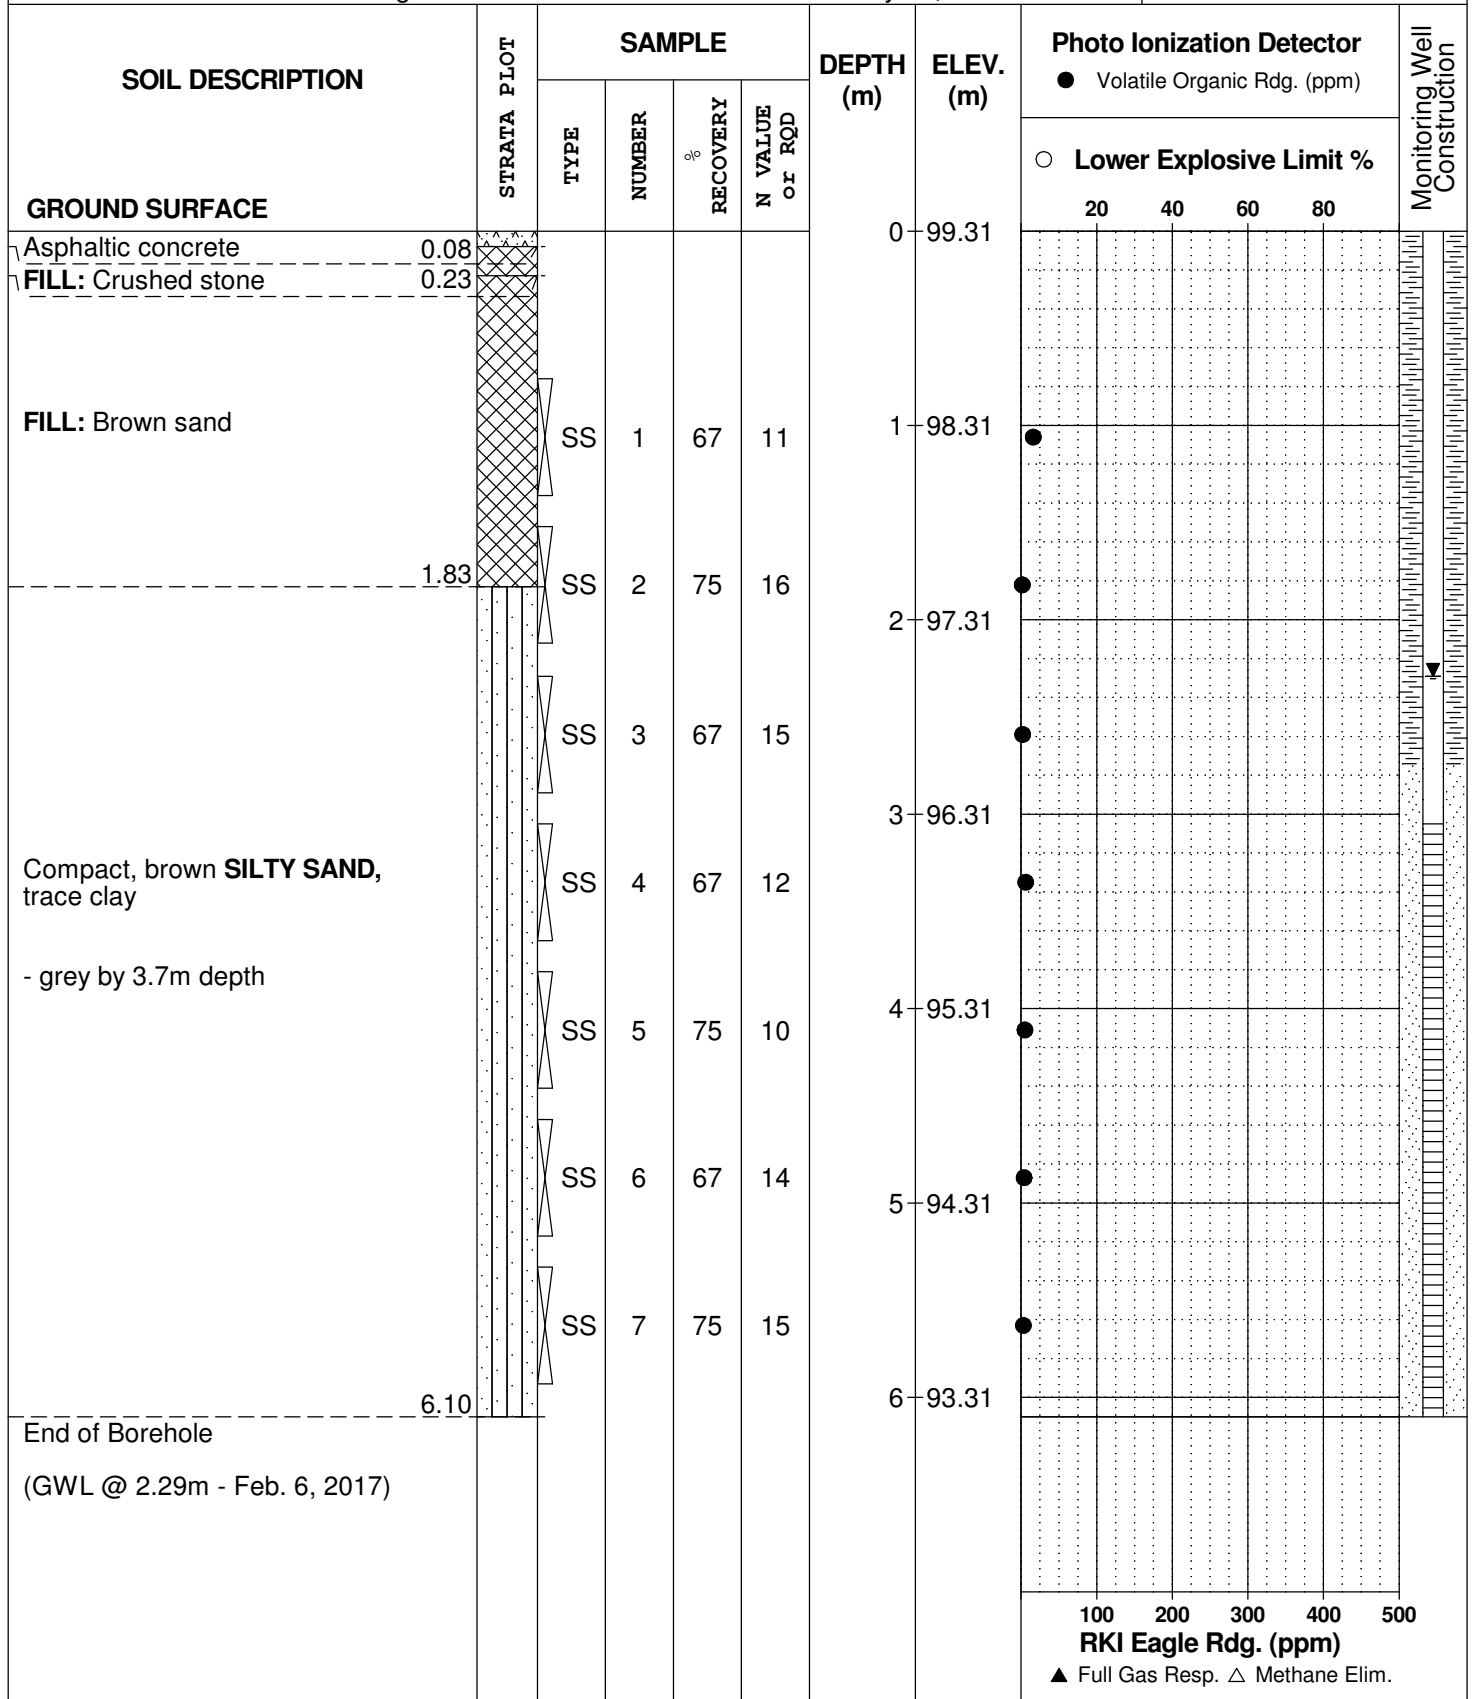 SOIL DESCRIPTION
GROUND SURFACE
STRATA PLOT
SAMPLE
TYPE
NUMBER
%
RECOVERY
N VALUE
or RQD
DEPTH
(m)
ELEV.
(m)
Photo Ionization Detector
● Volatile Organic Rdg. (ppm)
○ Lower Explosive Limit %
20 40 60 80
Monitoring Well
Construction
0 99.31
Asphaltic concrete 0.08
FILL: Crushed stone 0.23
FILL: Brown sand
1 98.31
SS 1 67 11
1.83
SS 2 75 16
2 97.31
SS 3 67 15
3 96.31
Compact, brown SILTY SAND,
trace clay
SS 4 67 12
- grey by 3.7m depth
4 95.31
SS 5 75 10
SS 6 67 14
5 94.31
SS 7 75 15
6 93.31
6.10
End of Borehole
(GWL @ 2.29m - Feb. 6, 2017)
100 200 300 400 500
RKI Eagle Rdg. (ppm)
▲ Full Gas Resp. △ Methane Elim.